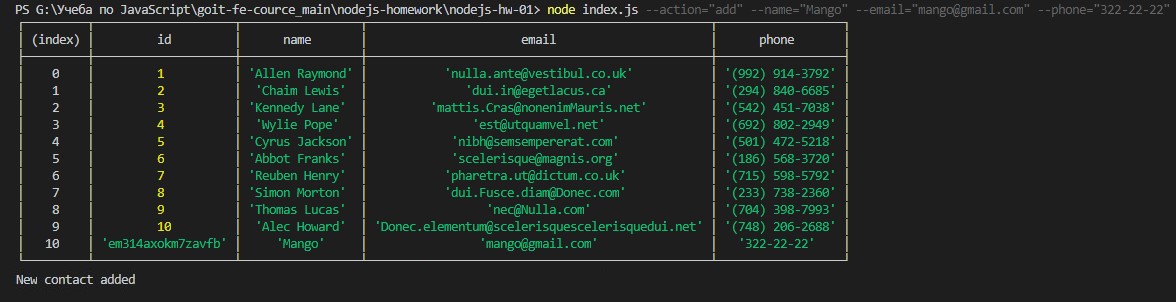 PS G:\Учеба по JavaScript\goit-fe-cource_main\nodejs-homework\nodejs-hw-01> node index.js --action="add" --name="Mango" --email="mango@gmail.com" --phone="322-22-22"
(index) id name email phone
0 1 'Allen Raymond' 'nulla.ante@vestibul.co.uk' '(992) 914-3792'
1 2 'Chaim Lewis' 'dui.in@egetlacus.ca' '(294) 840-6685'
2 3 'Kennedy Lane' 'mattis.Cras@nonenimMauris.net' '(542) 451-7038'
3 4 'Wylie Pope' 'est@utquamvel.net' '(692) 802-2949'
4 5 'Cyrus Jackson' 'nibh@semsempererat.com' '(501) 472-5218'
5 6 'Abbot Franks' 'scelerisque@magnis.org' '(186) 568-3720'
6 7 'Reuben Henry' 'pharetra.ut@dictum.co.uk' '(715) 598-5792'
7 8 'Simon Morton' 'dui.Fusce.diam@Donec.com' '(233) 738-2360'
8 9 'Thomas Lucas' 'nec@Nulla.com' '(704) 398-7993'
9 10 'Alec Howard' 'Donec.elementum@scelerisquescelerisquedui.net' '(748) 206-2688'
10 'em314axokm7zavfb' 'Mango' 'mango@gmail.com' '322-22-22'
New contact added